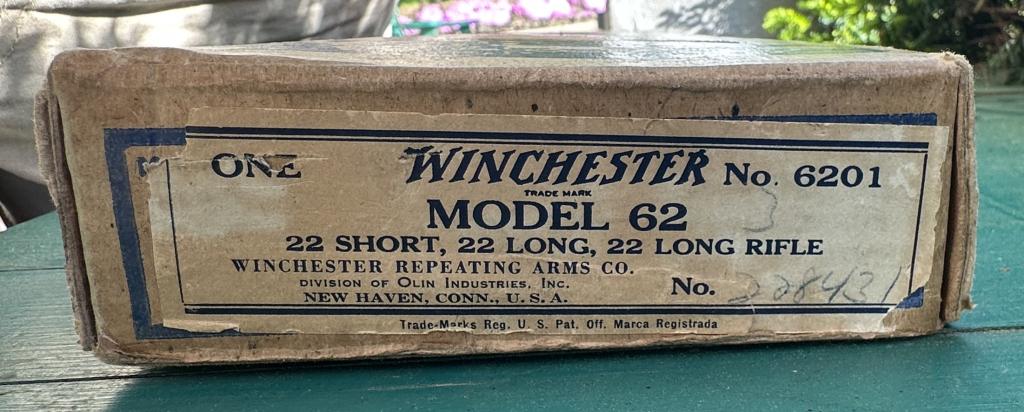 ONE WINCHESTER No. 6201
TRADE MARK
MODEL 62
22 SHORT, 22 LONG, 22 LONG RIFLE
WINCHESTER REPEATING ARMS CO.
DIVISION OF OLIN INDUSTRIES, INC.
NEW HAVEN, CONN., U. S. A.
No. 228431
Trade-Marks Reg. U. S. Pat. Off. Marca Registrada